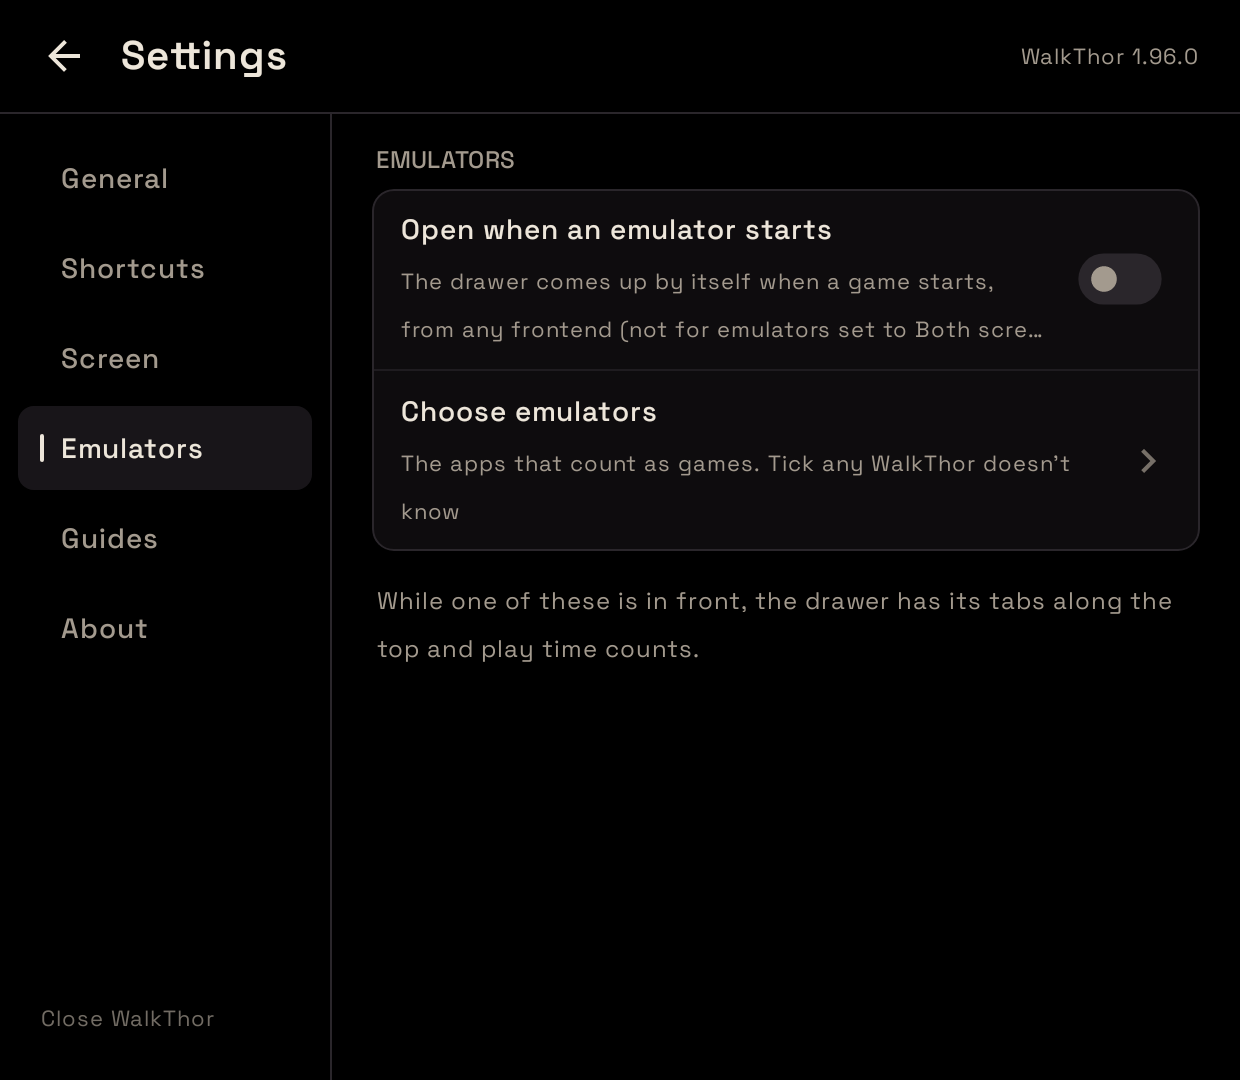 Settings
WalkThor 1.96.0
General
Shortcuts
Screen
Emulators
Guides
About
Close WalkThor
EMULATORS
Open when an emulator starts
The drawer comes up by itself when a game starts,
from any frontend (not for emulators set to Both scre…
Choose emulators
The apps that count as games. Tick any WalkThor doesn’t
know
While one of these is in front, the drawer has its tabs along the
top and play time counts.